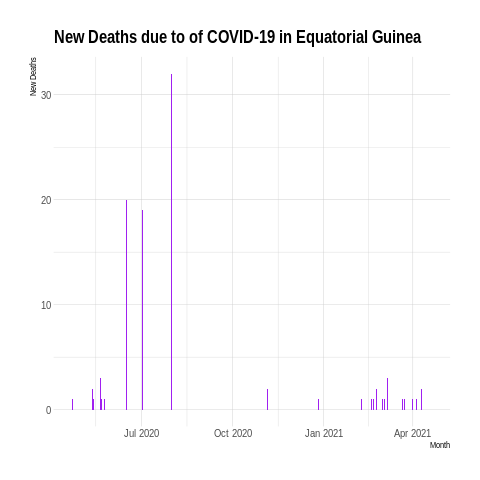 New Deaths due to of COVID-19 in Equatorial Guinea
New Deaths
30
20
10
0
Jul 2020 Oct 2020 Jan 2021 Apr 2021
Month